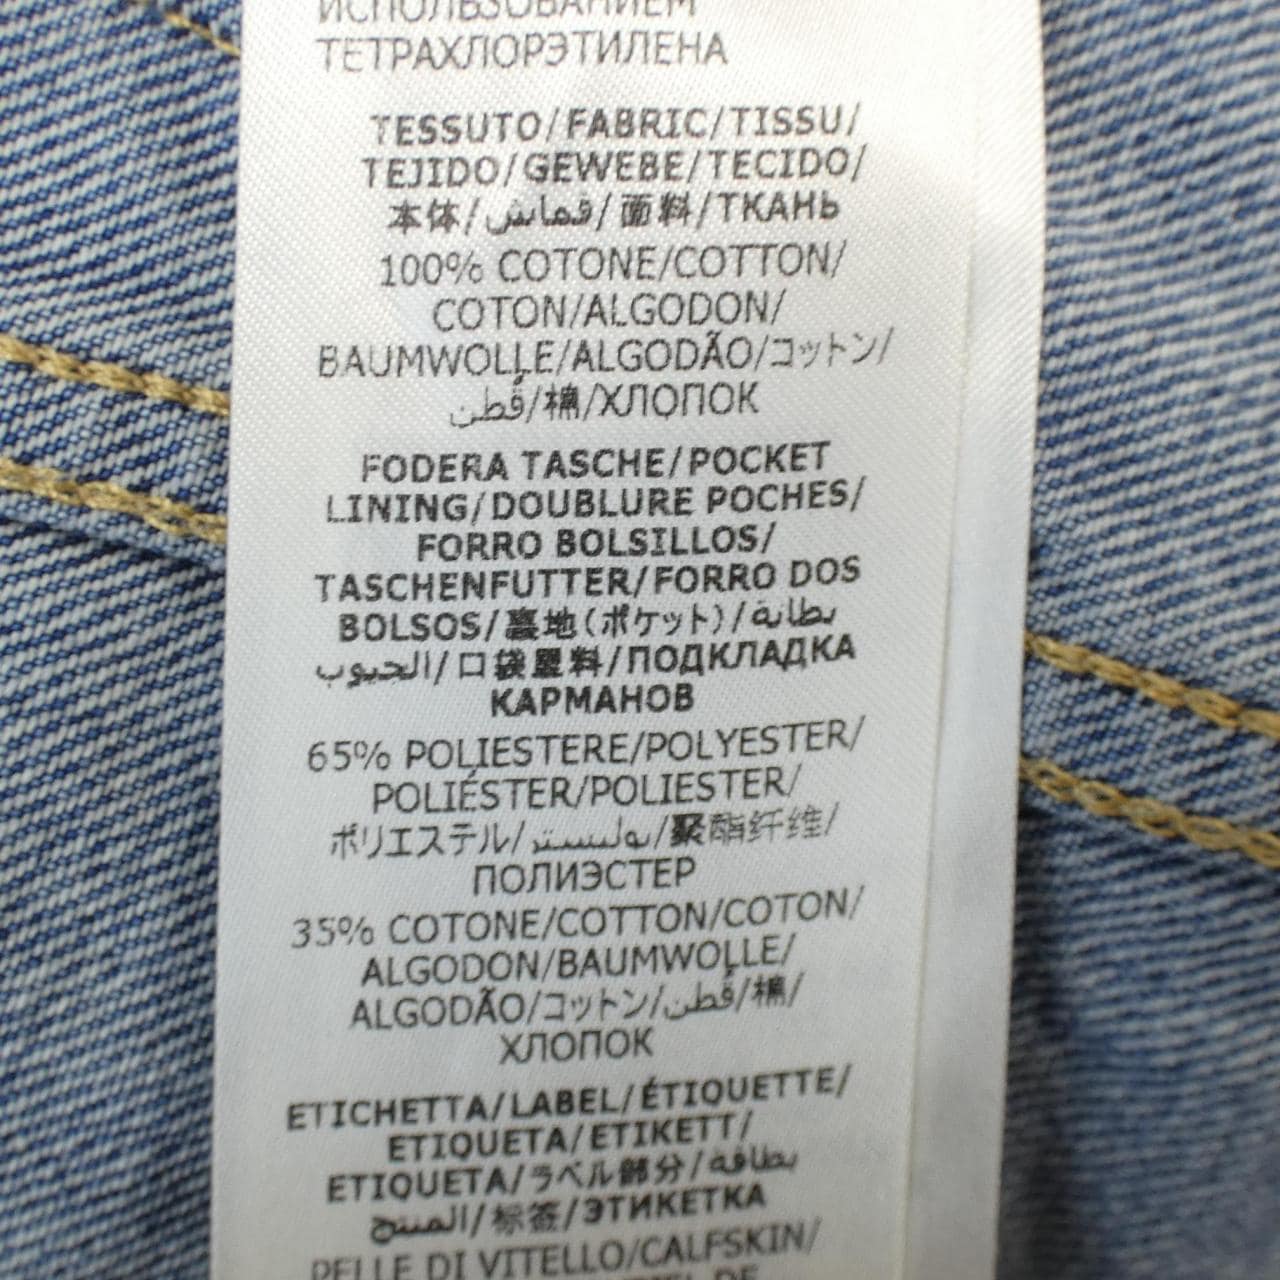 ИСПОЛЬЗОВАНИЕМ
ТЕТРАХЛОРЭТИЛЕНА
TESSUTO/FABRIC/TISSU/
TEJIDO/GEWEBE/TECIDO/
本体/قماش/面料/ТКАНЬ
100% COTONE/COTTON/
COTON/ALGODON/
BAUMWOLLE/ALGODÃO/コットン/
قُطن/棉/ХЛОПОК
FODERA TASCHE/POCKET
LINING/DOUBLURE POCHES/
FORRO BOLSILLOS/
TASCHENFUTTER/FORRO DOS
BOLSOS/裏地(ポケット)/بطانة
الجيوب/口袋里料/ПОДКЛАДКА
КАРМАНОВ
65% POLIESTERE/POLYESTER/
POLIÉSTER/POLIESTER/
ポリエステル/بوليستر/聚酯纤维/
ПОЛИЭСТЕР
35% COTONE/COTTON/COTON/
ALGODON/BAUMWOLLE/
ALGODÃO/コットン/قُطن/棉/
ХЛОПОК
ETICHETTA/LABEL/ÉTIQUETTE/
ETIQUETA/ETIKETT/
ETIQUETA/ラベル部分/بطاقة
المنتج/标签/ЭТИКЕТКА
PELLE DI VITELLO/CALFSKIN/